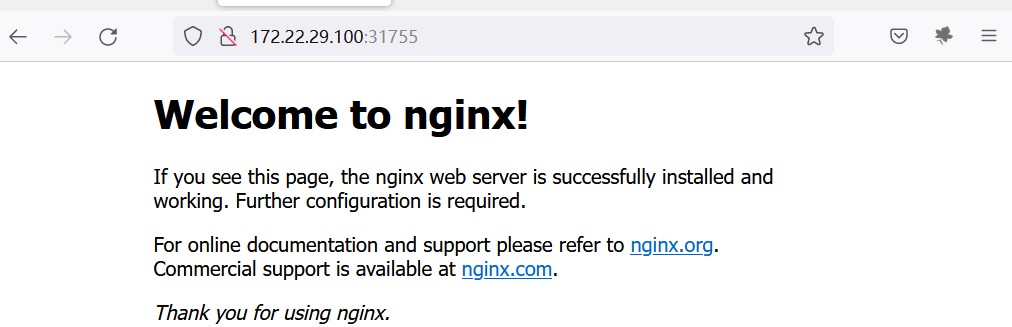 172.22.29.100:31755
Welcome to nginx!
If you see this page, the nginx web server is successfully installed and
working. Further configuration is required.
For online documentation and support please refer to nginx.org.
Commercial support is available at nginx.com.
Thank you for using nginx.